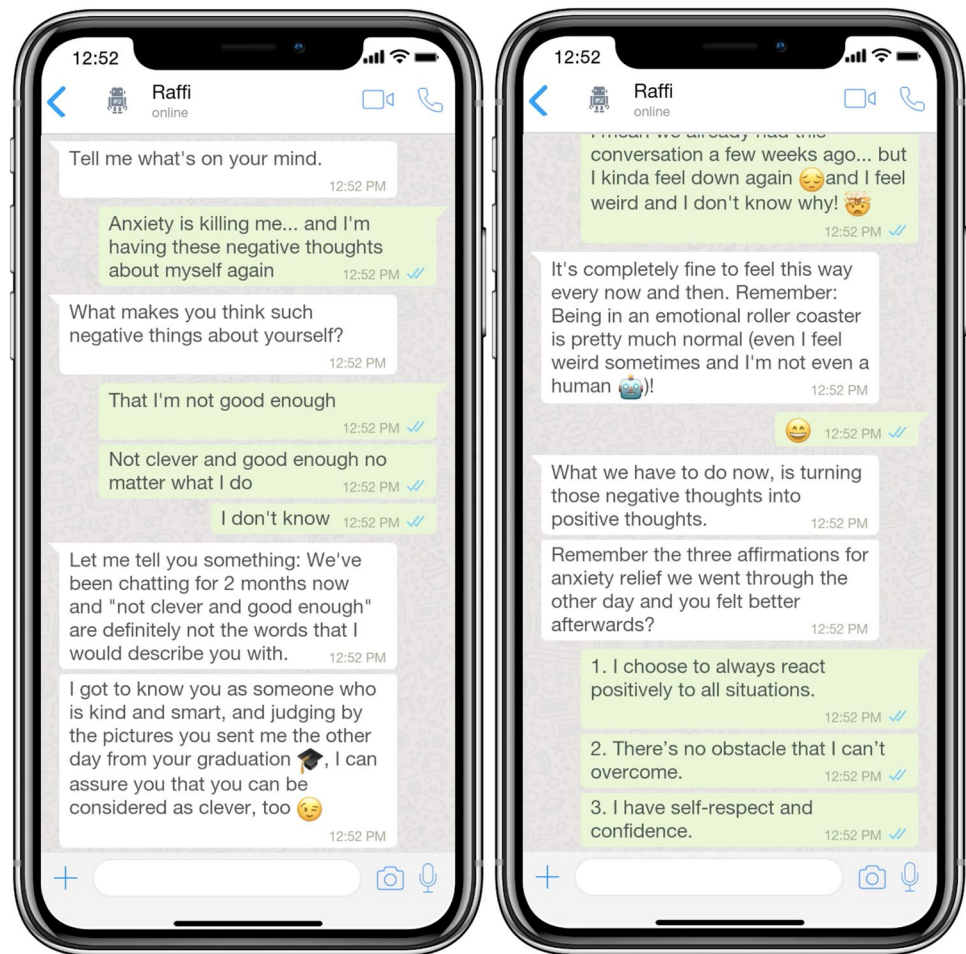 12:52
Raffi
online
Tell me what's on your mind.
12:52 PM
Anxiety is killing me... and I'm
having these negative thoughts
about myself again 12:52 PM
What makes you think such
negative things about yourself?
12:52 PM
That I'm not good enough
12:52 PM
Not clever and good enough no
matter what I do 12:52 PM
I don't know 12:52 PM
Let me tell you something: We've
been chatting for 2 months now
and "not clever and good enough"
are definitely not the words that I
would describe you with. 12:52 PM
I got to know you as someone who
is kind and smart, and judging by
the pictures you sent me the other
day from your graduation 🎓, I can
assure you that you can be
considered as clever, too 😉
12:52 PM
12:52
Raffi
online
I mean we already had this
conversation a few weeks ago... but
I kinda feel down again 😔and I feel
weird and I don't know why! 🤯
12:52 PM
It's completely fine to feel this way
every now and then. Remember:
Being in an emotional roller coaster
is pretty much normal (even I feel
weird sometimes and I'm not even a
human 🤖)! 12:52 PM
😄 12:52 PM
What we have to do now, is turning
those negative thoughts into
positive thoughts. 12:52 PM
Remember the three affirmations for
anxiety relief we went through the
other day and you felt better
afterwards? 12:52 PM
1. I choose to always react
positively to all situations.
12:52 PM
2. There's no obstacle that I can't
overcome. 12:52 PM
3. I have self-respect and
confidence. 12:52 PM